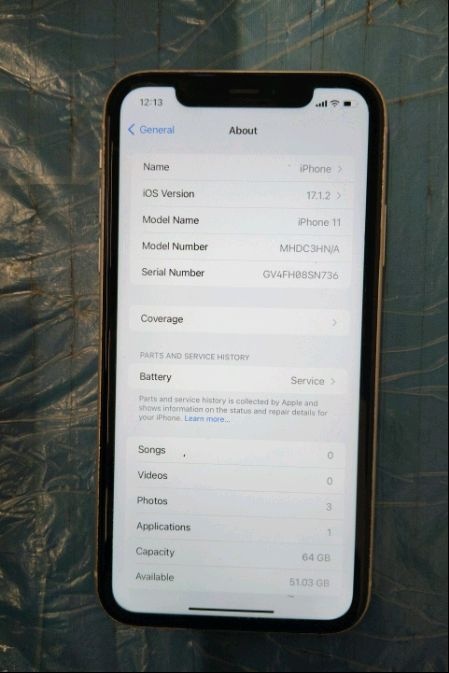 12:13
General
About
Name iPhone
iOS Version 17.1.2
Model Name iPhone 11
Model Number MHDC3HN/A
Serial Number GV4FH08SN736
Coverage
PARTS AND SERVICE HISTORY
Battery Service
Parts and service history is collected by Apple and
shows information on the status and repair details for
your iPhone. Learn more...
Songs 0
Videos 0
Photos 3
Applications 1
Capacity 64 GB
Available 51.03 GB